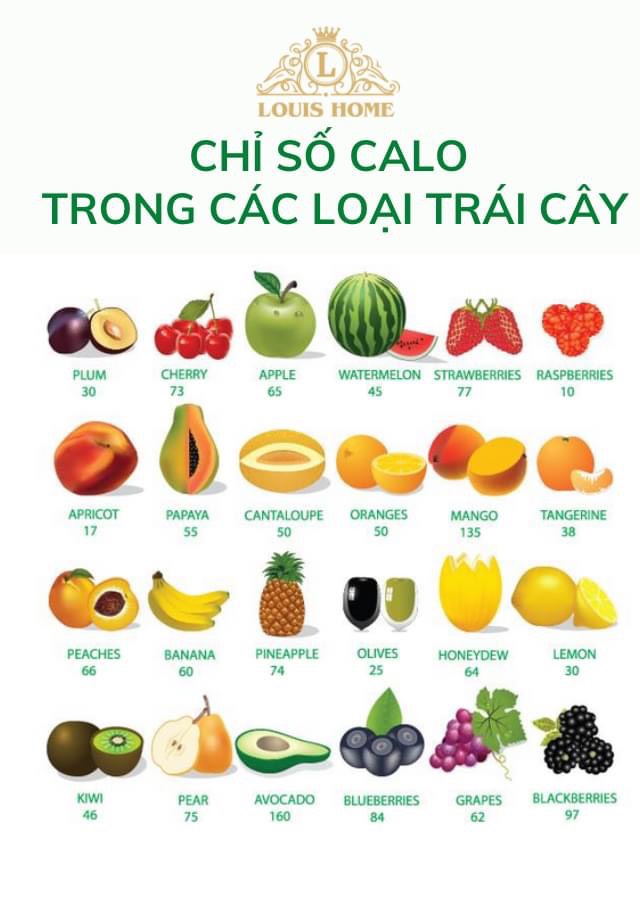 L
LOUIS HOME
CHỈ SỐ CALO
TRONG CÁC LOẠI TRÁI CÂY
PLUM CHERRY APPLE WATERMELON STRAWBERRIES RASPBERRIES
30 73 65 45 77 10
APRICOT PAPAYA CANTALOUPE ORANGES MANGO TANGERINE
17 55 50 50 135 38
PEACHES BANANA PINEAPPLE OLIVES HONEYDEW LEMON
66 60 74 25 64 30
KIWI PEAR AVOCADO BLUEBERRIES GRAPES BLACKBERRIES
46 75 160 84 62 97